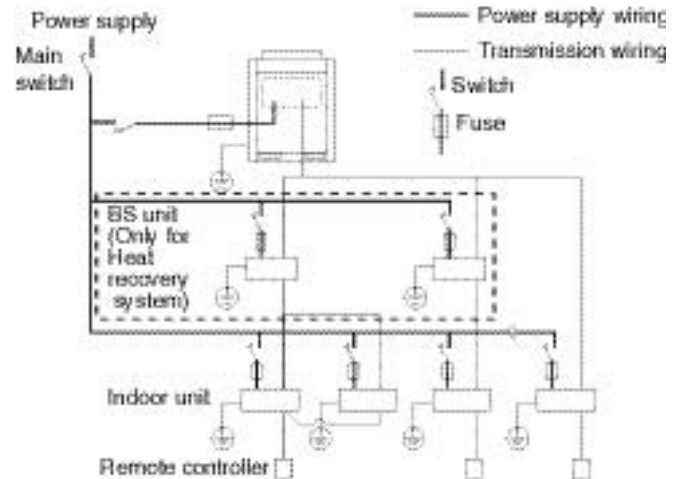 Power supply
Main
switch
Power supply wiring
Transmission wiring
Switch
Fuse
BS unit
(Only for
Heat
recovery
system)
Indoor unit
Remote controller